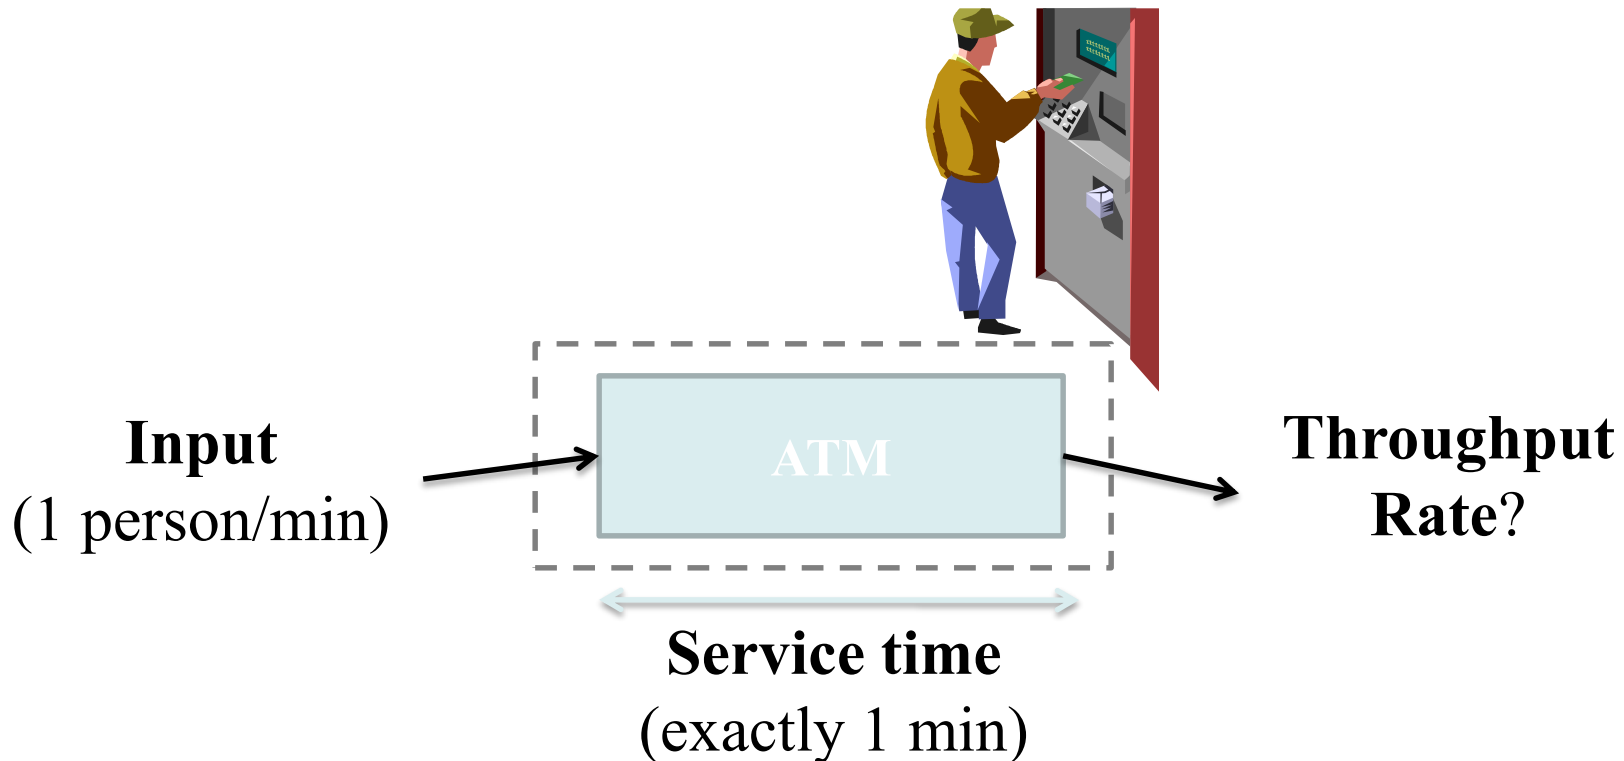 Input
(1 person/min)
ATM
Throughput
Rate?
Service time
(exactly 1 min)